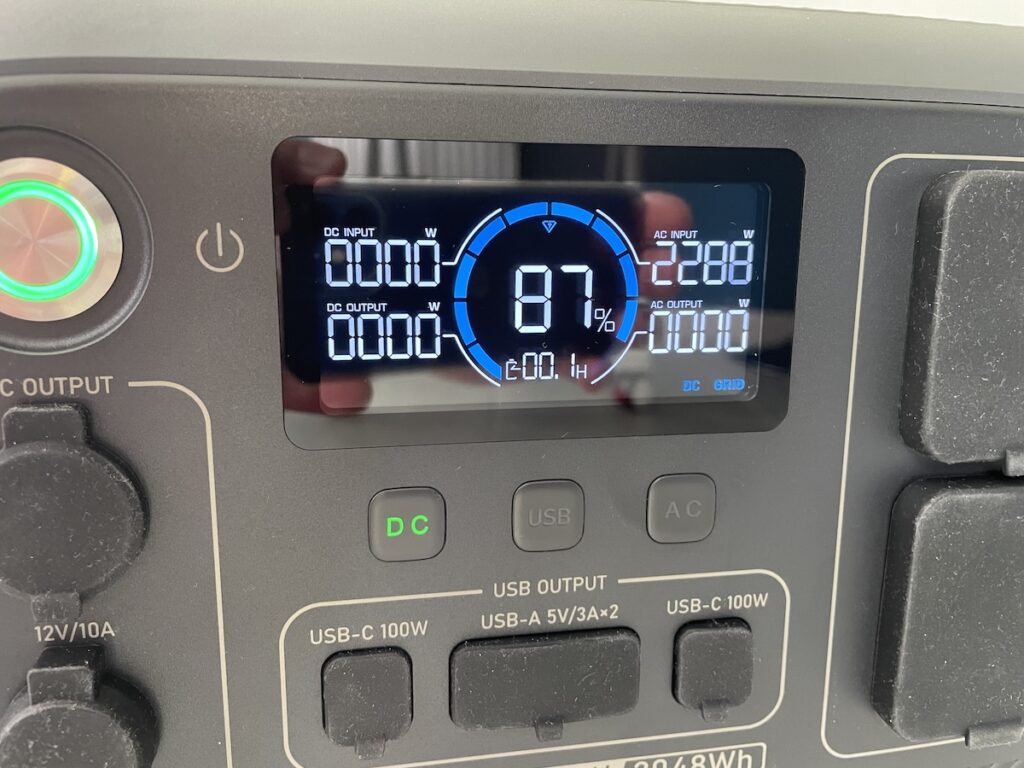 DC INPUT W
0000
DC OUTPUT W
0000
87%
00.1H
AC INPUT W
2288
AC OUTPUT W
0000
DC GRID
C OUTPUT
DC
USB
AC
USB OUTPUT
USB-C 100W
USB-A 5V/3A×2
USB-C 100W
12V/10A
2048Wh